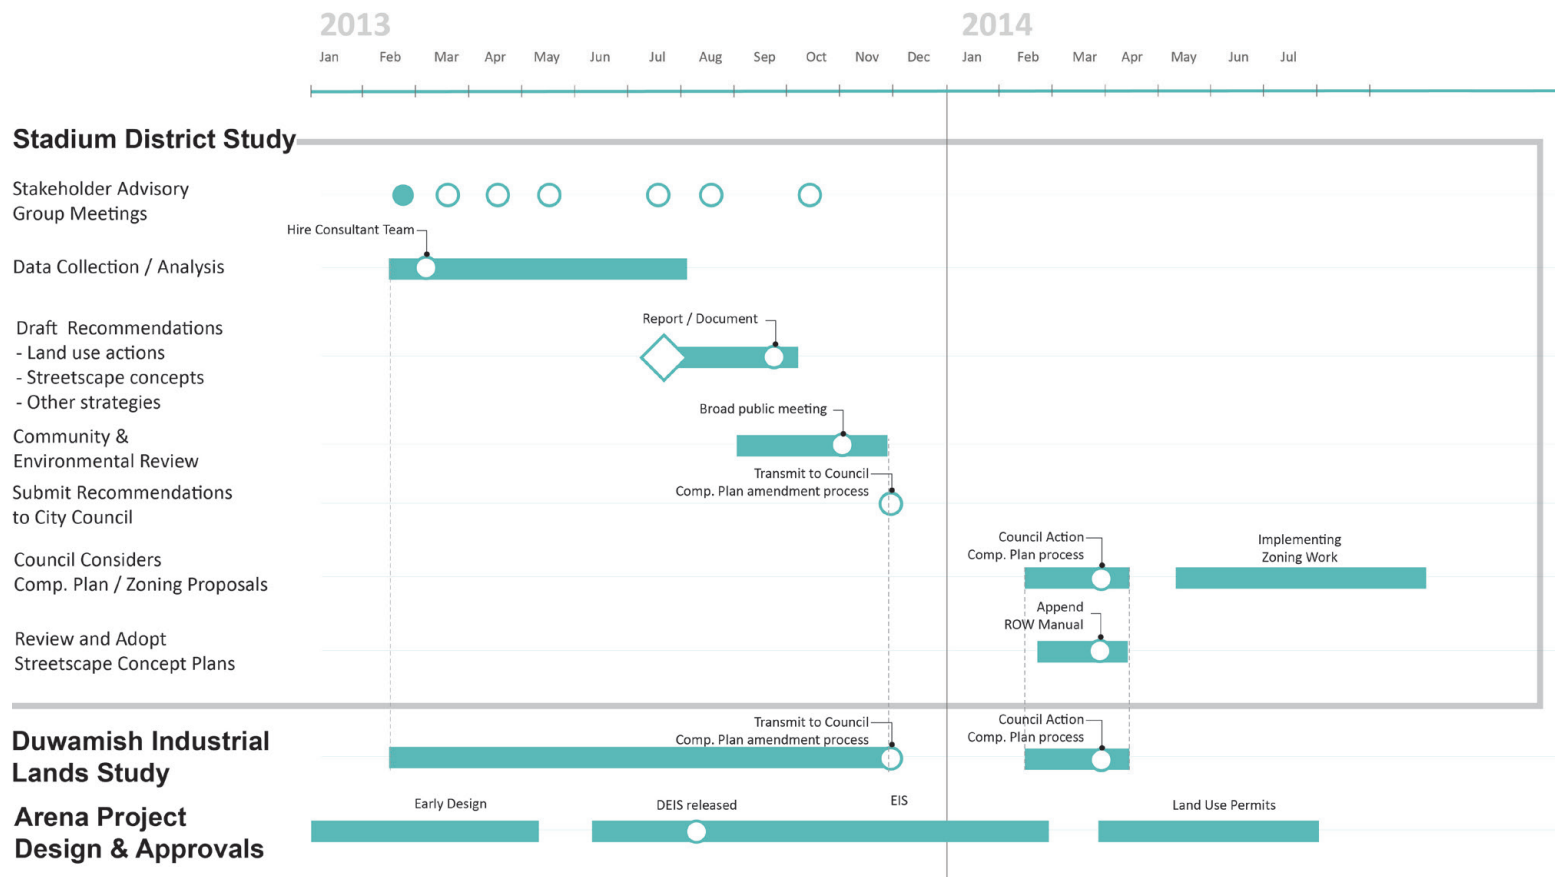 2013 2014
Jan Feb Mar Apr May Jun Jul Aug Sep Oct Nov Dec Jan Feb Mar Apr May Jun Jul
Stadium District Study
Stakeholder Advisory
Group Meetings
Hire Consultant Team
Data Collection / Analysis
Report / Document
Draft Recommendations
- Land use actions
- Streetscape concepts
- Other strategies
Broad public meeting
Community &
Environmental Review
Transmit to Council
Comp. Plan amendment process
Submit Recommendations
to City Council
Council Action
Comp. Plan process
Implementing
Zoning Work
Council Considers
Comp. Plan / Zoning Proposals
Append
ROW Manual
Review and Adopt
Streetscape Concept Plans
Transmit to Council
Comp. Plan amendment process
Council Action
Comp. Plan process
Duwamish Industrial
Lands Study
Early Design
DEIS released
EIS
Land Use Permits
Arena Project
Design & Approvals